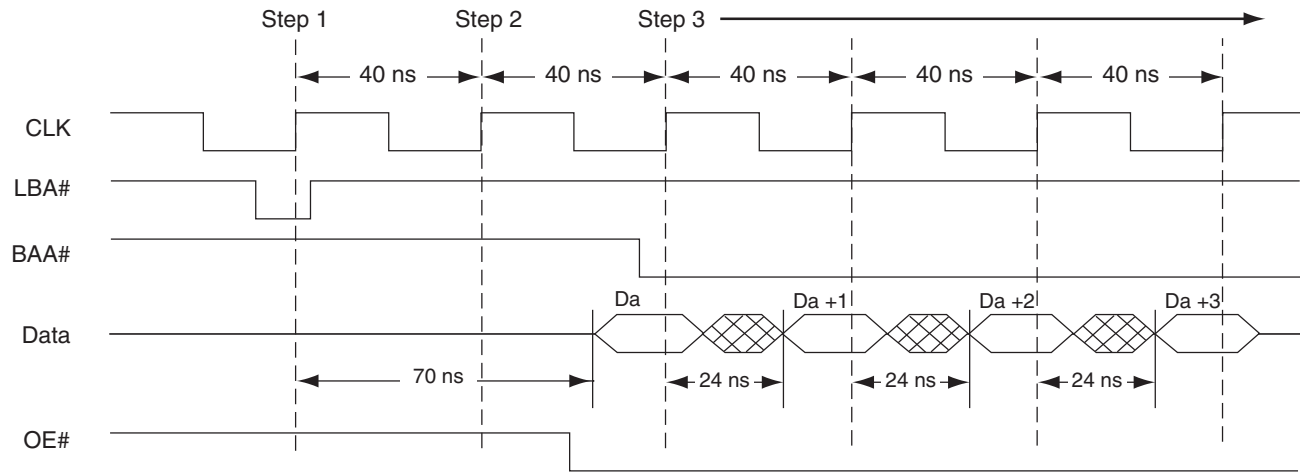 Step 1 Step 2 Step 3
40 ns 40 ns 40 ns 40 ns 40 ns
CLK
LBA#
BAA#
Da Da +1 Da +2 Da +3
Data
70 ns 24 ns 24 ns 24 ns
OE#